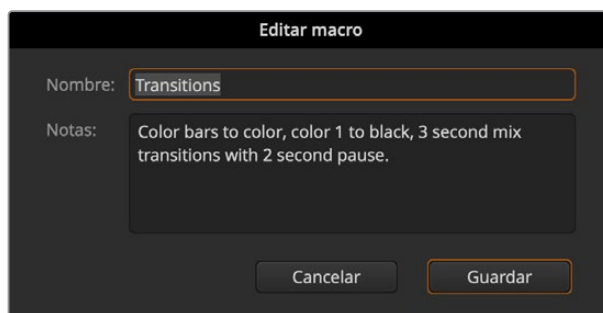 Editar macro
Nombre: Transitions
Notas: Color bars to color, color 1 to black, 3 second mix
transitions with 2 second pause.
Cancelar Guardar